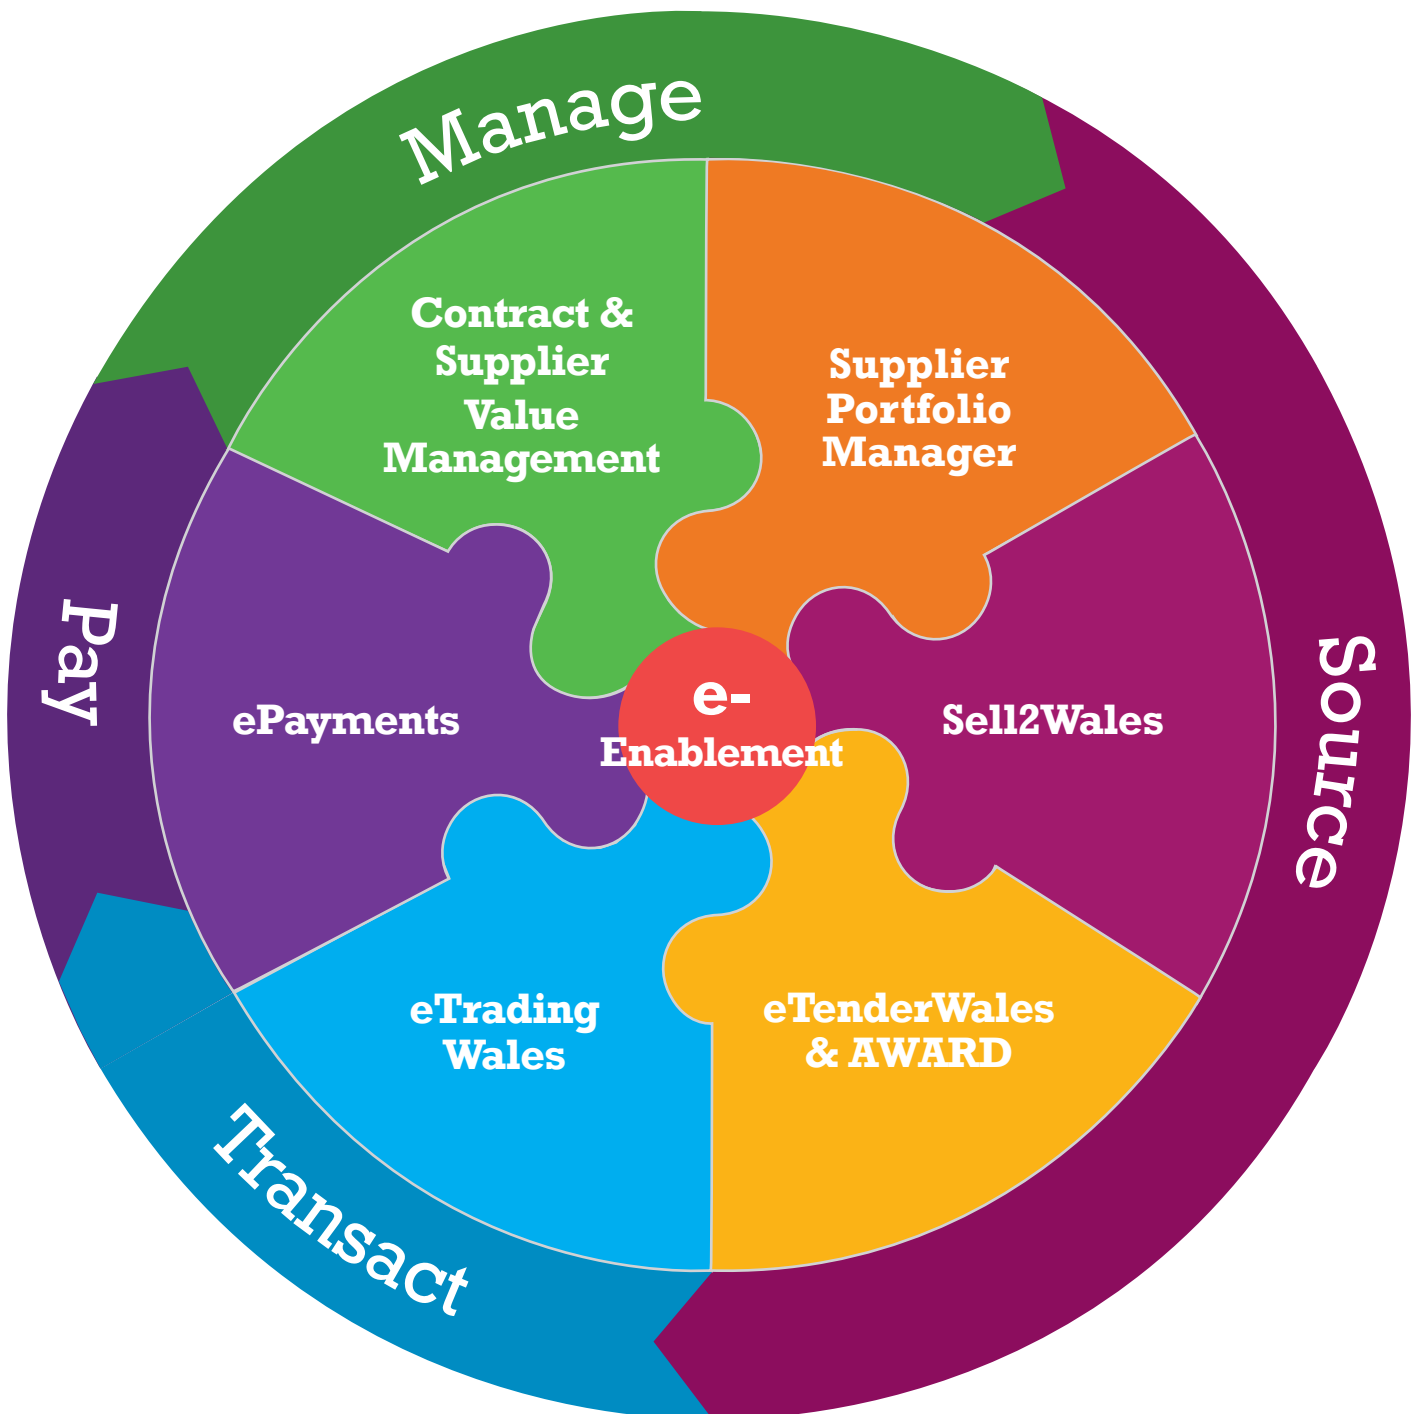 Manage
Contract &
Supplier
Value
Management
Supplier
Portfolio
Manager
Pay
ePayments
e-
Enablement
Sell2Wales
Source
eTrading
Wales
eTenderWales
& AWARD
Transact